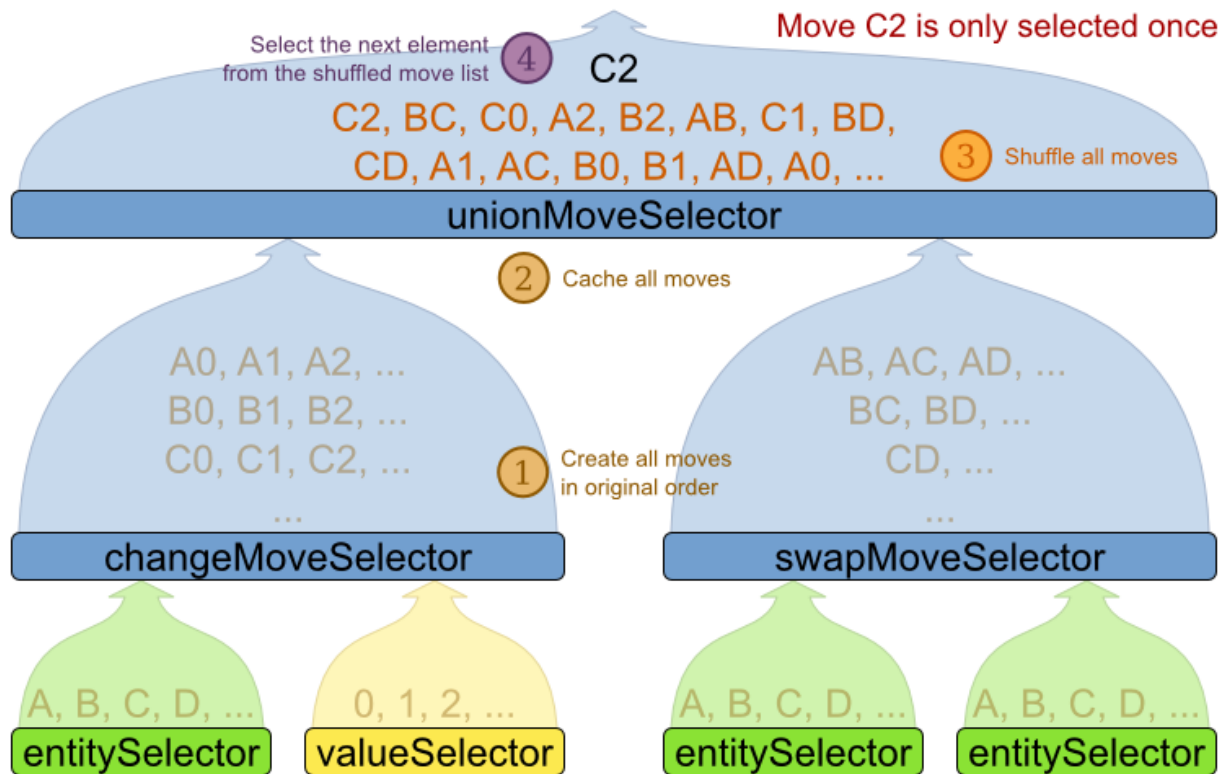 Move C2 is only selected once
Select the next element
from the shuffled move list
4
C2
C2, BC, C0, A2, B2, AB, C1, BD,
CD, A1, AC, B0, B1, AD, A0, ...
3
Shuffle all moves
unionMoveSelector
2
Cache all moves
A0, A1, A2, ...
B0, B1, B2, ...
C0, C1, C2, ...
...
AB, AC, AD, ...
BC, BD, ...
CD, ...
...
1
Create all moves
in original order
changeMoveSelector
swapMoveSelector
A, B, C, D, ...
0, 1, 2, ...
A, B, C, D, ...
A, B, C, D, ...
entitySelector
valueSelector
entitySelector
entitySelector